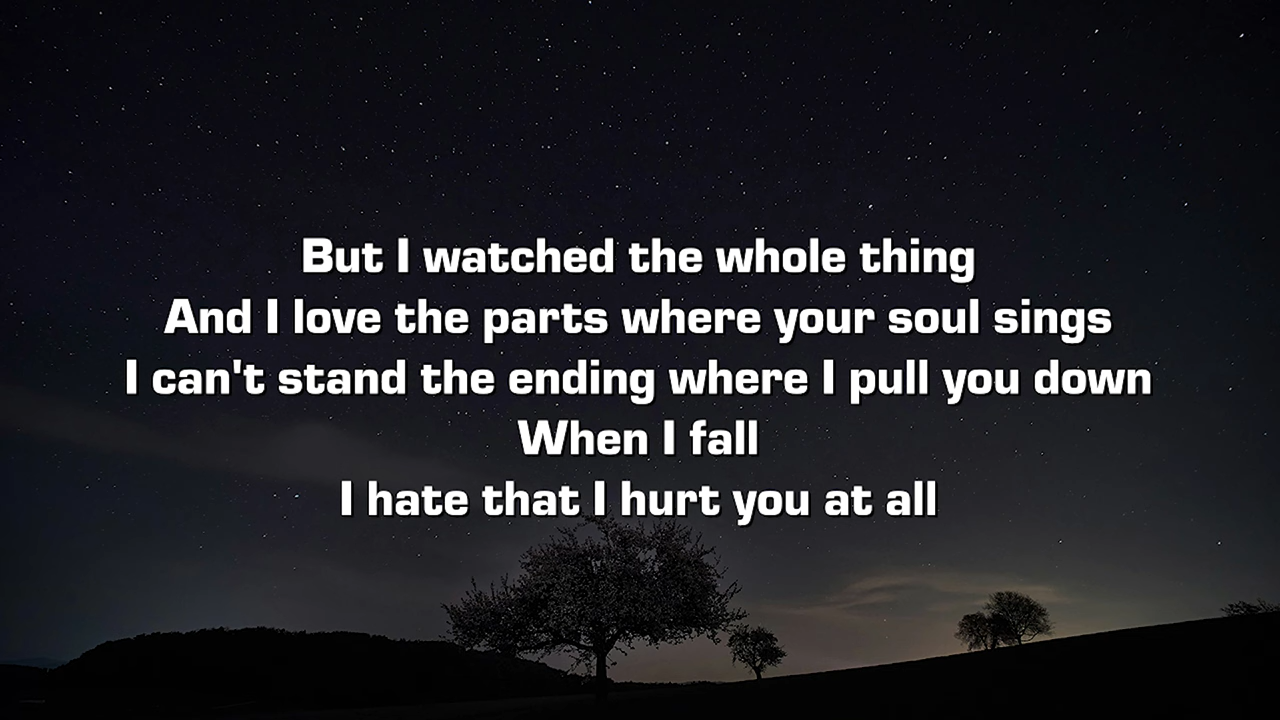 But I watched the whole thing
And I love the parts where your soul sings
I can't stand the ending where I pull you down
When I fall
I hate that I hurt you at all